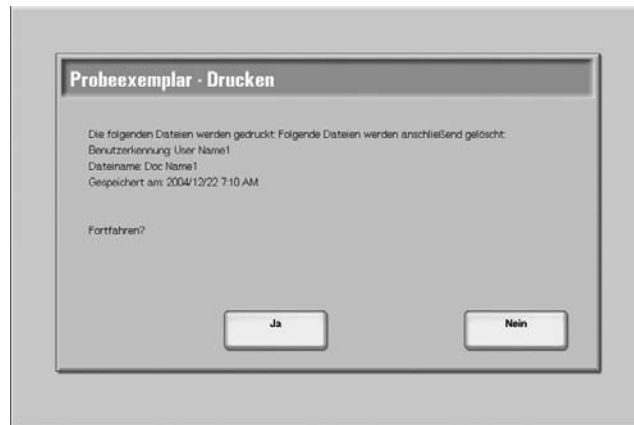 Probeexemplar - Drucken
Die folgenden Dateien werden gedruckt: Folgende Dateien werden anschließend gelöscht:
Benutzerkennung: User Name1
Dateiname: Doc Name1
Gespeichert am: 2004/12/22 7:10 AM
Fortfahren?
Ja
Nein